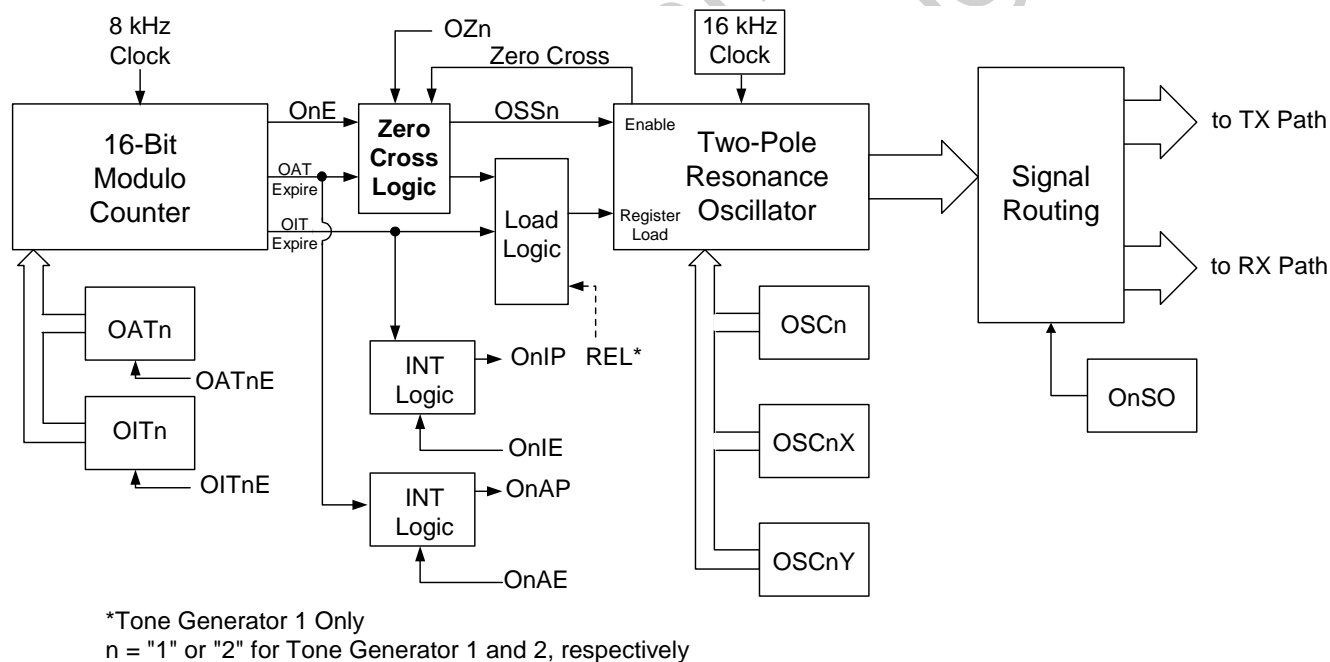 8 kHz
Clock
OZn
16 kHz
Clock
Zero Cross
OnE
OSSn
16-Bit
Modulo
Counter
OAT
Expire
OIT
Expire
Zero
Cross
Logic
Load
Logic
Enable
Register
Load
Two-Pole
Resonance
Oscillator
Signal
Routing
to TX Path
to RX Path
OATn
OATnE
OITn
OITnE
INT
Logic
OnIP
REL*
OnIE
INT
Logic
OnAP
OnAE
OSCn
OSCnX
OSCnY
OnSO
*Tone Generator 1 Only
n = "1" or "2" for Tone Generator 1 and 2, respectively